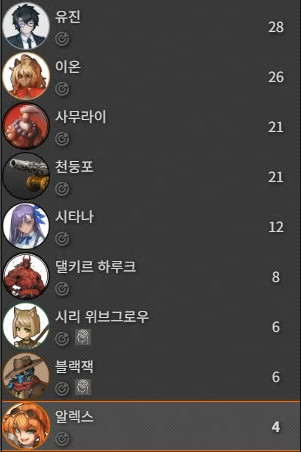 유진 28
이온 26
사무라이 21
천둥포 21
시타나 12
댈키르 하루크 8
시리 위브그로우 6
블랙잭 6
알렉스 4